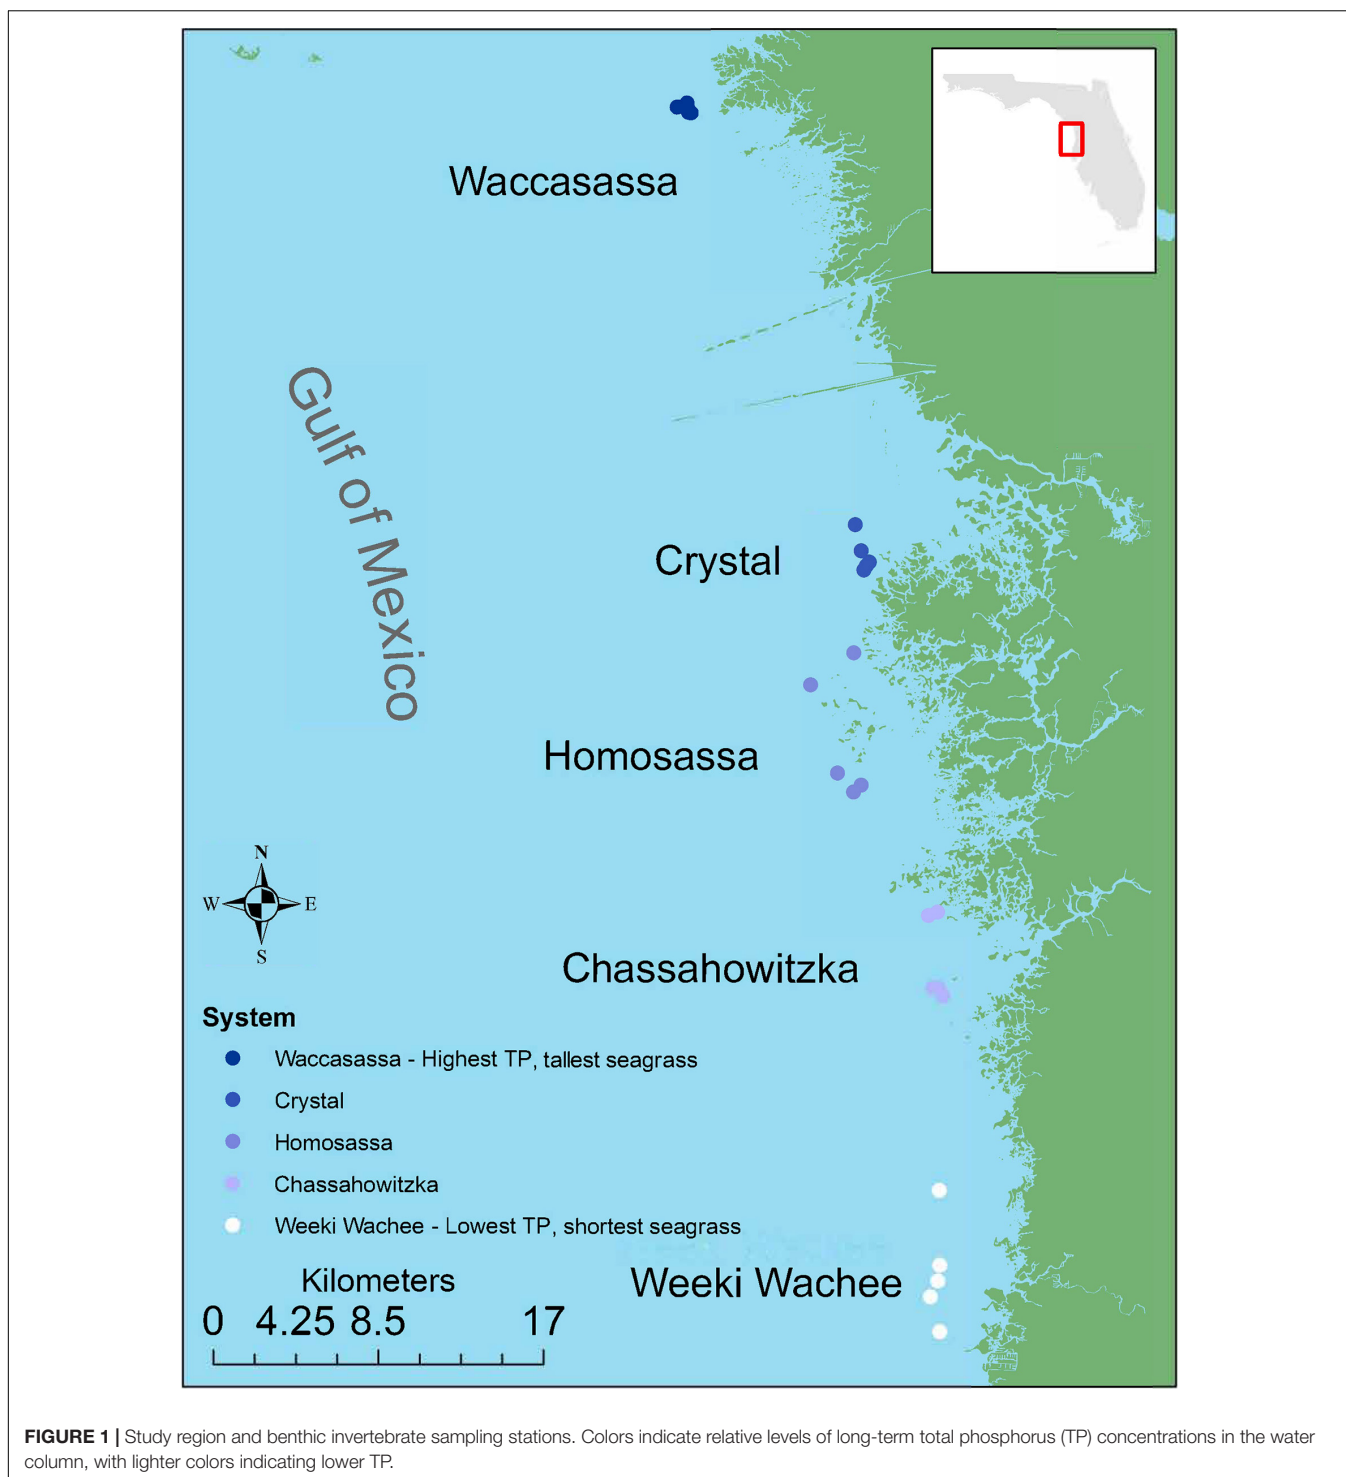 Waccasassa
Gulf of Mexico
Crystal
Homosassa
N
W E
S
Chassahowitzka
System
Waccasassa - Highest TP, tallest seagrass
Crystal
Homosassa
Chassahowitzka
Weeki Wachee - Lowest TP, shortest seagrass
Kilometers
Weeki Wachee
0 4.25 8.5 17
FIGURE 1 | Study region and benthic invertebrate sampling stations. Colors indicate relative levels of long-term total phosphorus (TP) concentrations in the water
column, with lighter colors indicating lower TP.